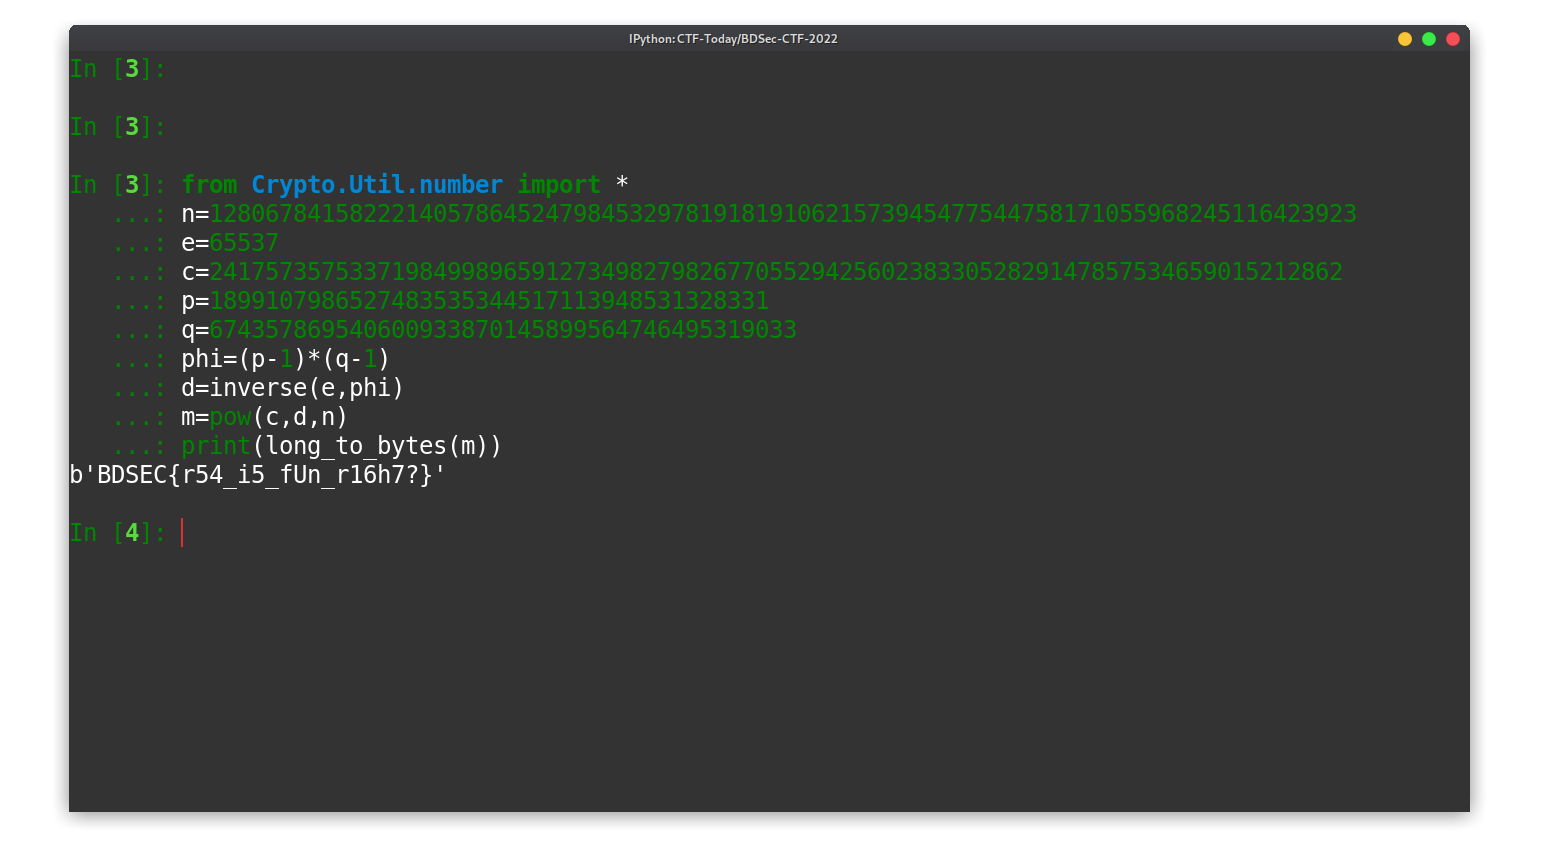 IPython: CTF-Today/BDSec-CTF-2022
In [3]:
In [3]:
In [3]: from Crypto.Util.number import *
...: n=1280678415822214057864524798453297819181910621573945477544758171055968245116423923
...: e=65537
...: c=241757357533719849989659127349827982677055294256023833052829147857534659015212862
...: p=1899107986527483535344517113948531328331
...: q=674357869540600933870145899564746495319033
...: phi=(p-1)*(q-1)
...: d=inverse(e,phi)
...: m=pow(c,d,n)
...: print(long_to_bytes(m))
b'BDSEC{r54_i5_fUn_r16h7?}'
In [4]: